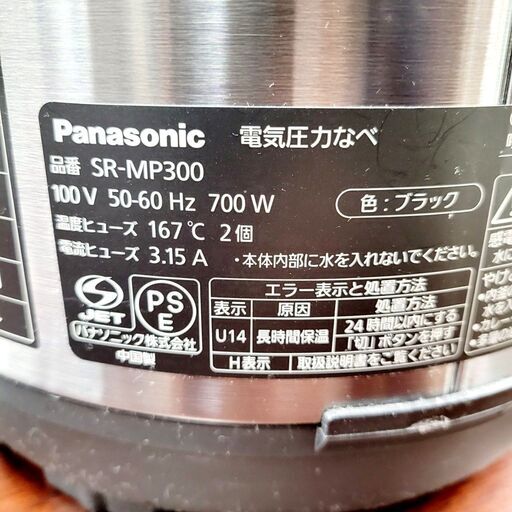 Panasonic 電気圧力なべ
品番 SR-MP300
100 V 50-60 Hz 700 W
色:ブラック
温度ヒューズ 167 ℃ 2個
電流ヒューズ 3.15 A
・本体内部に水を入れないでください。
S JET
PS E
パナソニック株式会社
中国製
エラー表示と処置方法
表示 原因 処置方法
U14 長時間保温 24時間以内にする
「切」ボタンを押す
H表示 取扱説明書をご覧ください